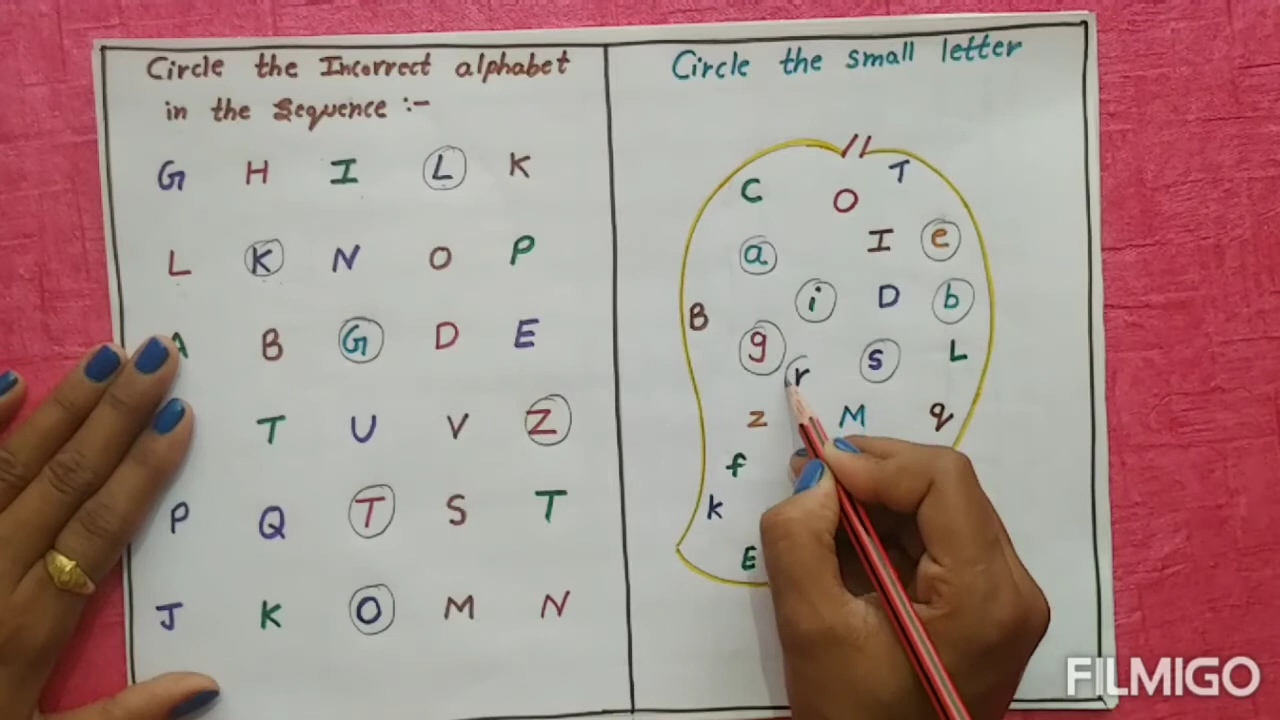 Circle the Incorrect alphabet
in the Sequence :-
G H I L K
L K N O P
A B G D E
T U V Z
P Q T S T
J K O M N
Circle the small letter
T
C O
I e
a
i D b
B
g s L
r
z M q
f
k
E
FILMIGO